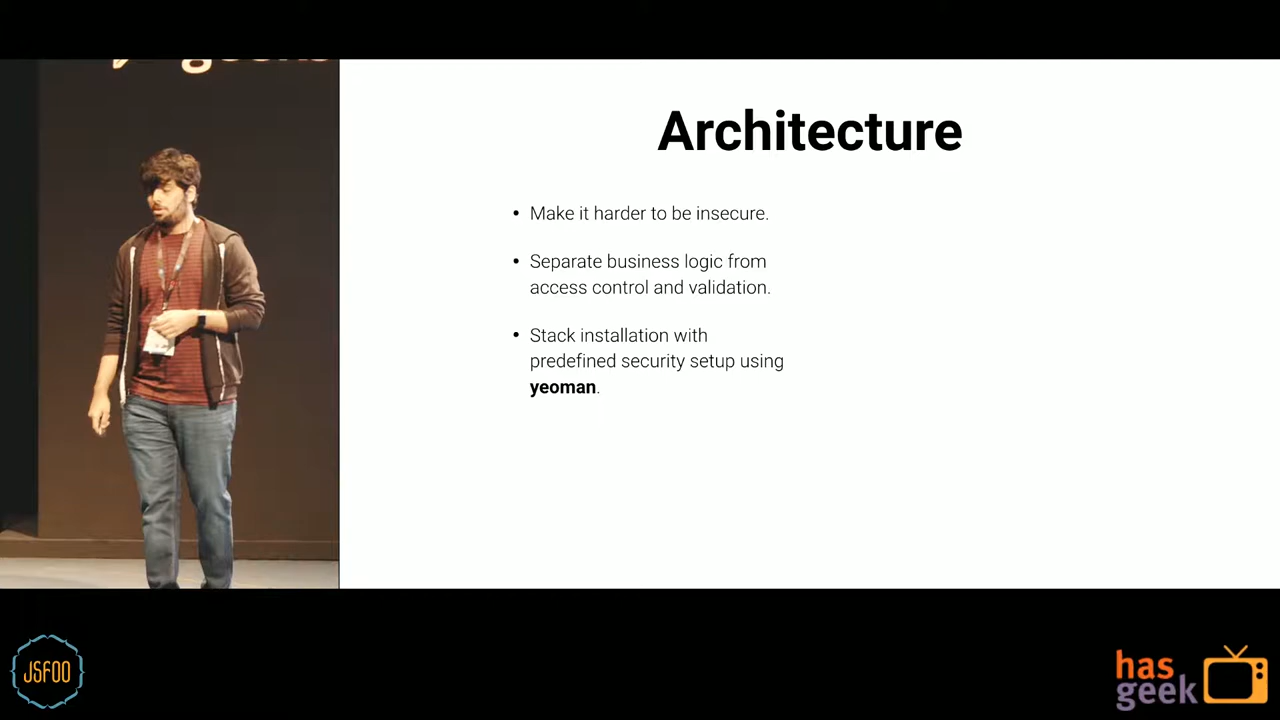 Architecture
• Make it harder to be insecure.
• Separate business logic from
access control and validation.
• Stack installation with
predefined security setup using
yeoman.
JSFOO
has
geek